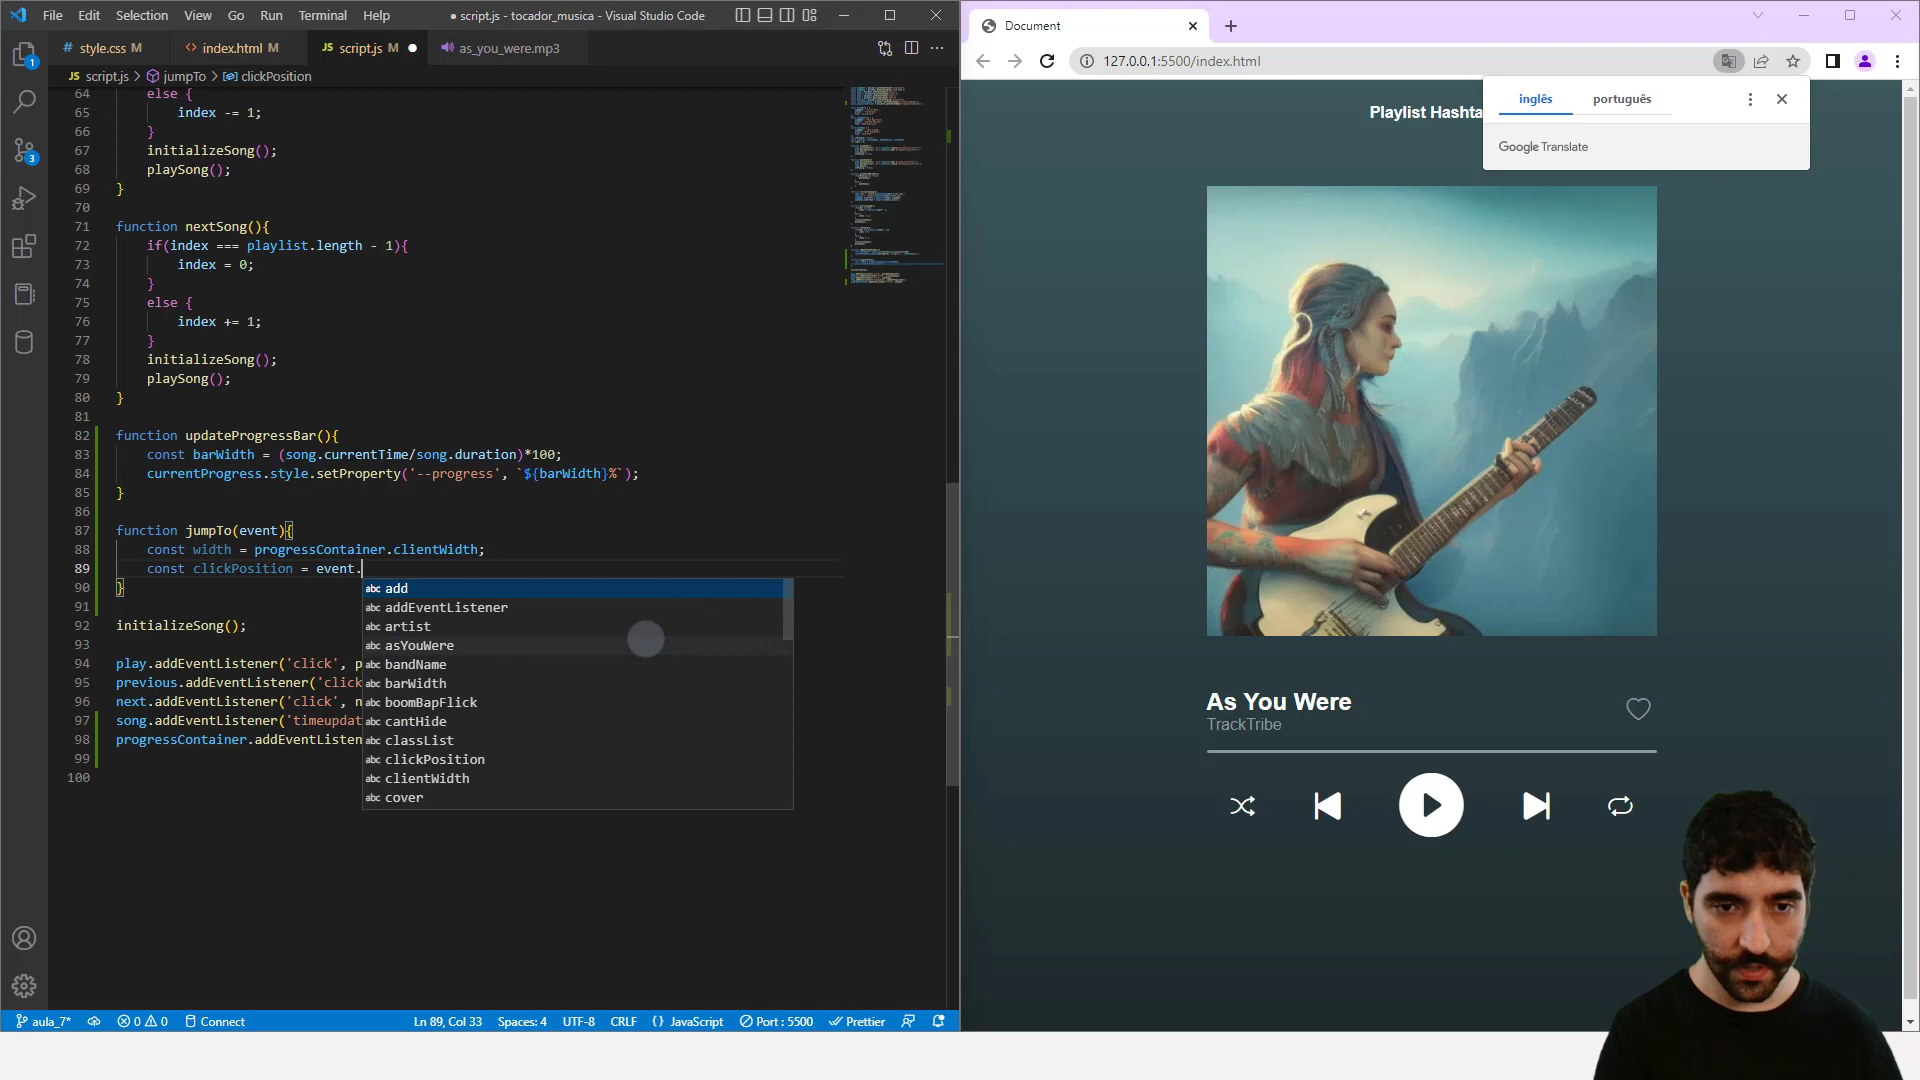 File Edit Selection View Go Run Terminal Help
● script.js - tocador_musica - Visual Studio Code
# style.css M
<> index.html M
JS script.js M ●
as_you_were.mp3
JS script.js > jumpTo > clickPosition
64 else {
65 index -= 1;
66 }
67 initializeSong();
68 playSong();
69 }
70
71 function nextSong(){
72 if(index === playlist.length - 1){
73 index = 0;
74 }
75 else {
76 index += 1;
77 }
78 initializeSong();
79 playSong();
80 }
81
82 function updateProgressBar(){
83 const barWidth = (song.currentTime/song.duration)*100;
84 currentProgress.style.setProperty('--progress', `${barWidth}%`);
85 }
86
87 function jumpTo(event){
88 const width = progressContainer.clientWidth;
89 const clickPosition = event.
90 }
91
92 initializeSong();
93
94 play.addEventListener('click', p
95 previous.addEventListener('click
96 next.addEventListener('click', n
97 song.addEventListener('timeupdat
98 progressContainer.addEventListen
99
100
abc add
abc addEventListener
abc artist
abc asYouWere
abc bandName
abc barWidth
abc boomBapFlick
abc cantHide
abc classList
abc clickPosition
abc clientWidth
abc cover
1
3
aula_7* 0 0 Connect
Ln 89, Col 33 Spaces: 4 UTF-8 CRLF {} JavaScript Port : 5500 Prettier
Document
127.0.0.1:5500/index.html
inglês português
Google Translate
Playlist Hashta
As You Were
TrackTribe